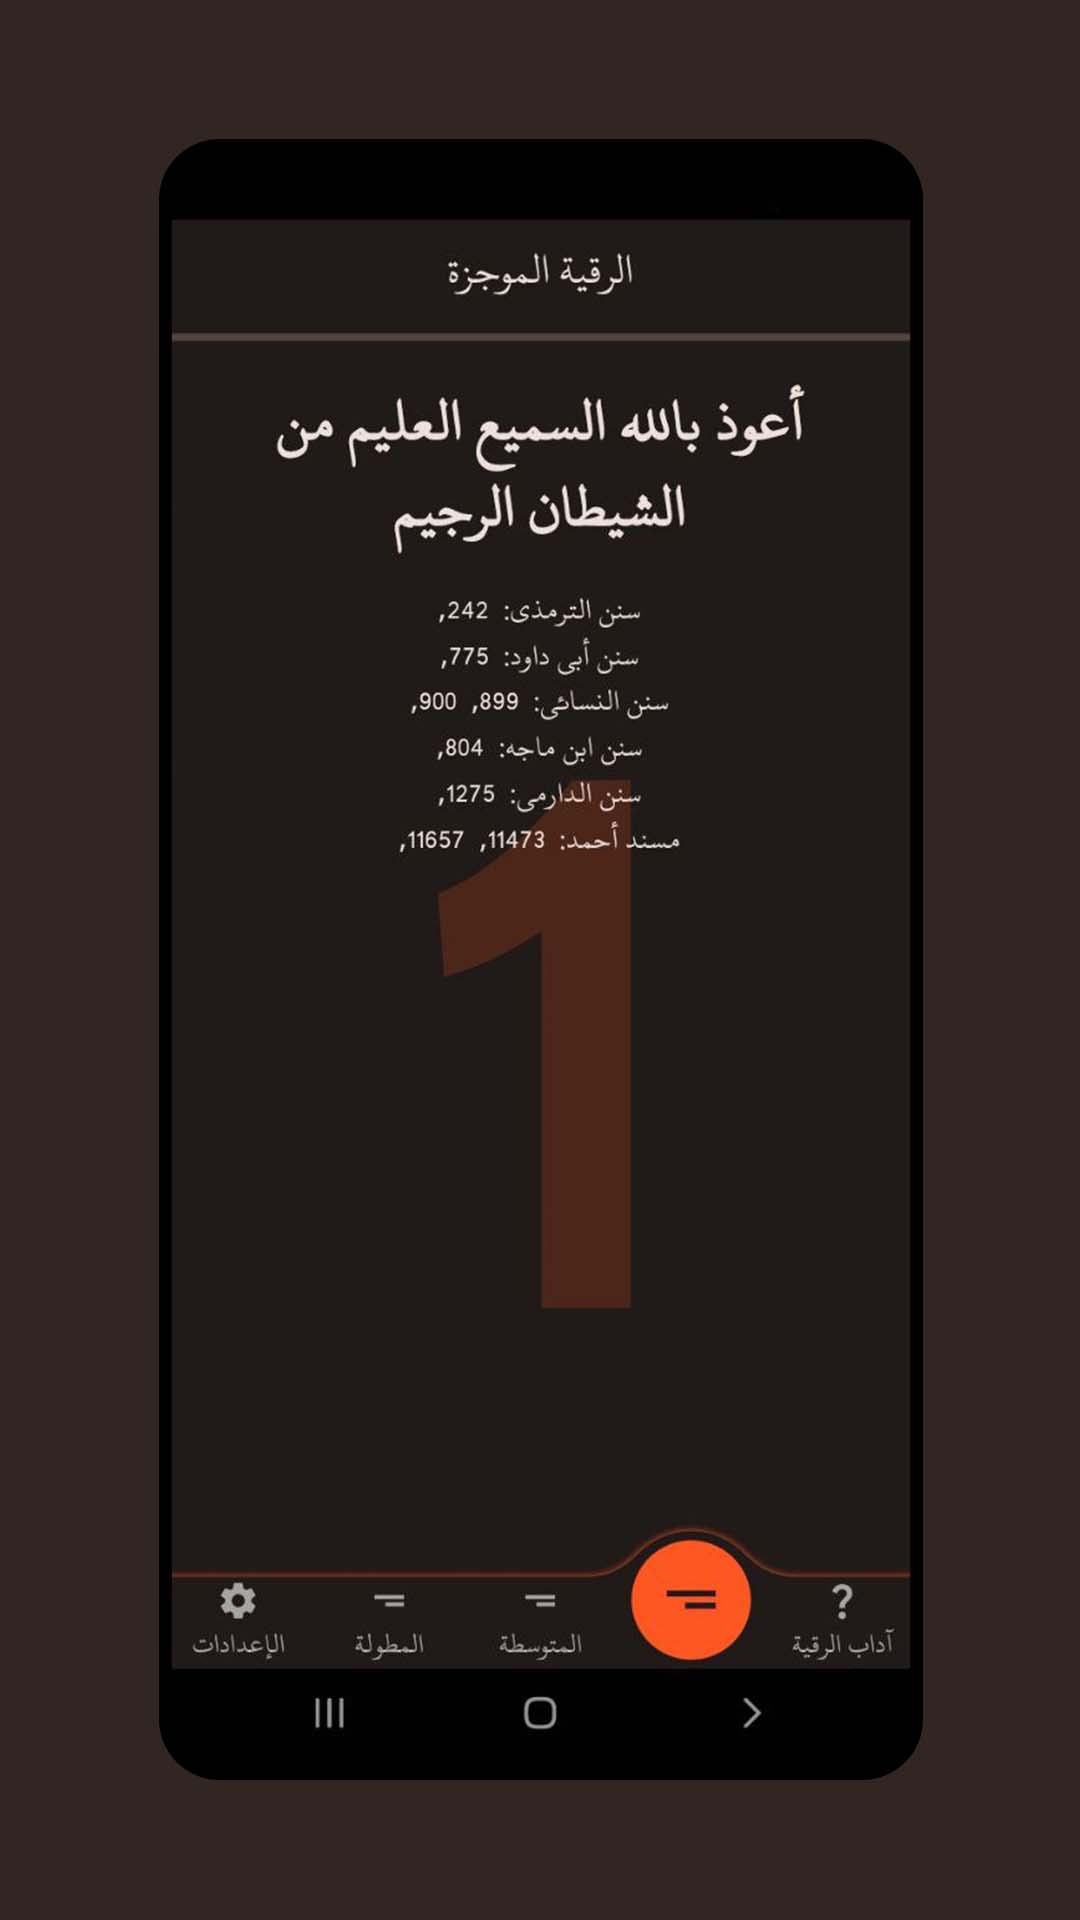 الرقية الموجزة
أعوذ بالله السميع العليم من
الشيطان الرجيم
سنن الترمذى: 242,
سنن أبى داود: 775,
سنن النسائى: 899, 900,
سنن ابن ماجه: 804,
سنن الدارمى: 1275,
مسند أحمد: 11473, 11657,
1
آداب الرقية
المتوسطة
المطولة
الإعدادات